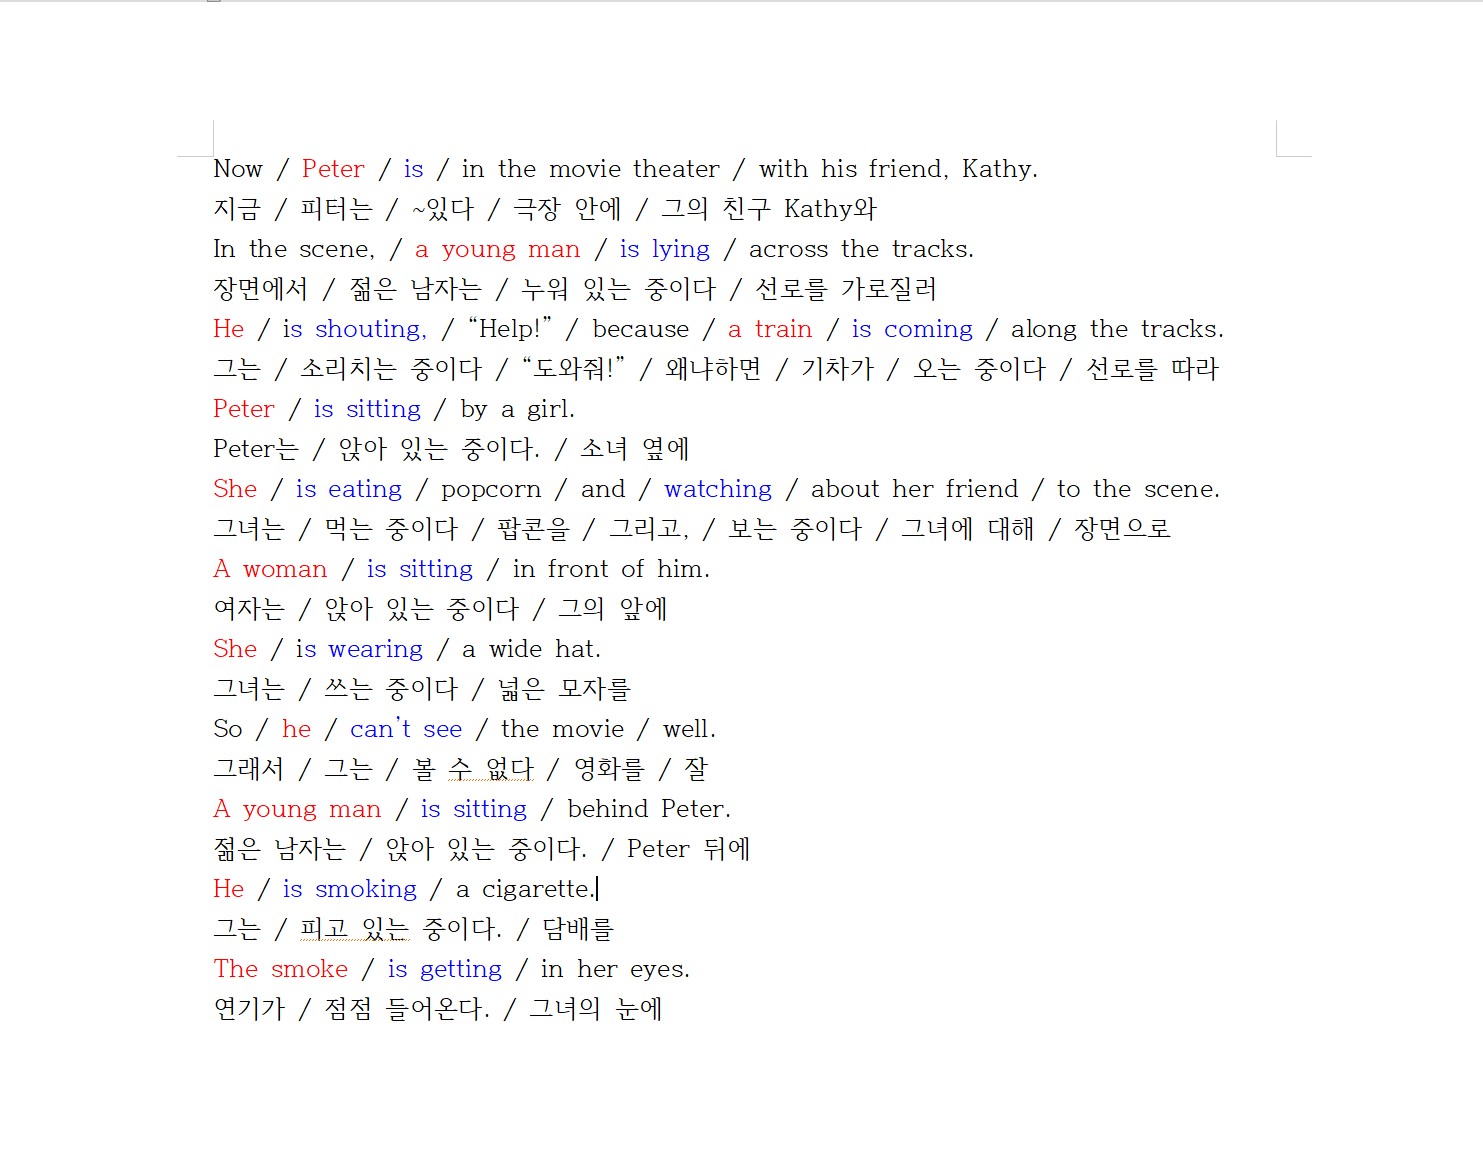 Now / Peter / is / in the movie theater / with his friend, Kathy.
지금 / 피터는 / ~있다 / 극장 안에 / 그의 친구 Kathy와
In the scene, / a young man / is lying / across the tracks.
장면에서 / 젊은 남자는 / 누워 있는 중이다 / 선로를 가로질러
He / is shouting, / “Help!” / because / a train / is coming / along the tracks.
그는 / 소리치는 중이다 / “도와줘!” / 왜냐하면 / 기차가 / 오는 중이다 / 선로를 따라
Peter / is sitting / by a girl.
Peter는 / 앉아 있는 중이다. / 소녀 옆에
She / is eating / popcorn / and / watching / about her friend / to the scene.
그녀는 / 먹는 중이다 / 팝콘을 / 그리고, / 보는 중이다 / 그녀에 대해 / 장면으로
A woman / is sitting / in front of him.
여자는 / 앉아 있는 중이다 / 그의 앞에
She / is wearing / a wide hat.
그녀는 / 쓰는 중이다 / 넓은 모자를
So / he / can’t see / the movie / well.
그래서 / 그는 / 볼 수 없다 / 영화를 / 잘
A young man / is sitting / behind Peter.
젊은 남자는 / 앉아 있는 중이다. / Peter 뒤에
He / is smoking / a cigarette.
그는 / 피고 있는 중이다. / 담배를
The smoke / is getting / in her eyes.
연기가 / 점점 들어온다. / 그녀의 눈에